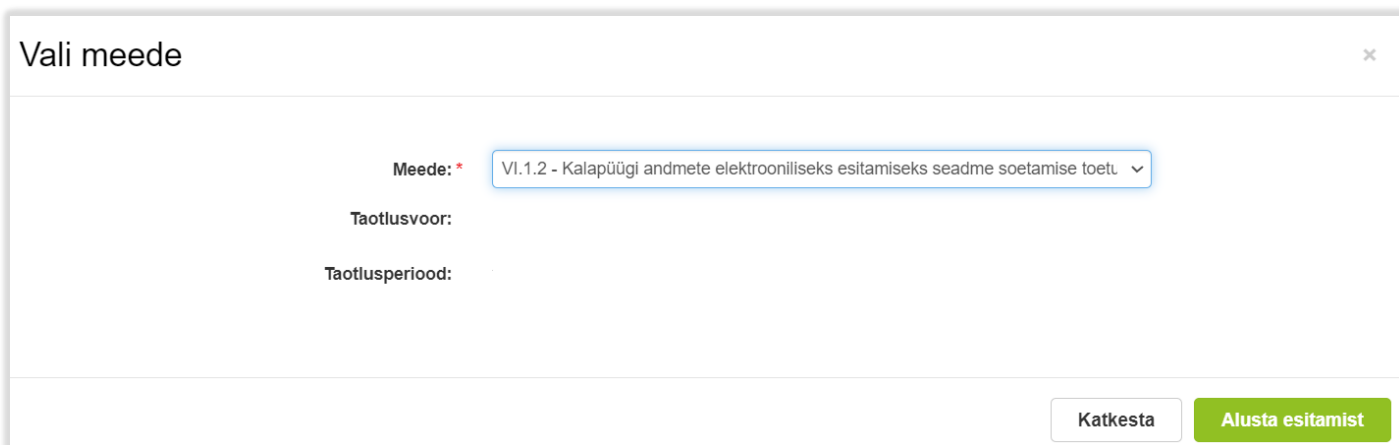 Vali meede
×
Meede: * VI.1.2 - Kalapüügi andmete elektrooniliseks esitamiseks seadme soetamise toetu
Taotlusvoor:
Taotlusperiood:
Katkesta Alusta esitamist